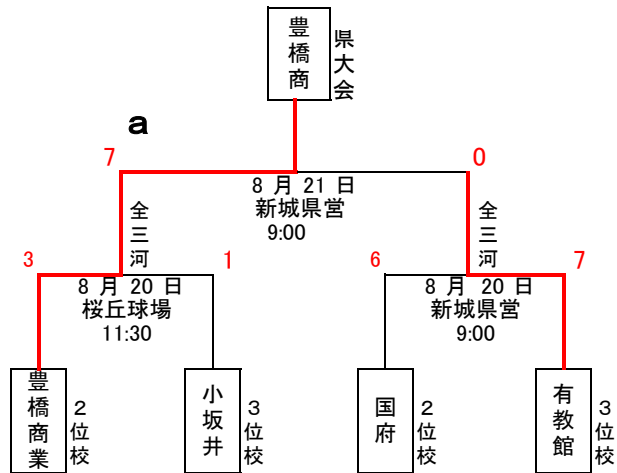 豊橋商
県大会
a
7
0
8 月 21 日
新城県営
9:00
全三河
全三河
3
1
6
7
8 月 20 日
桜丘球場
11:30
8 月 20 日
新城県営
9:00
豊橋商業
2位校
小坂井
3位校
国府
2位校
有教館
3位校